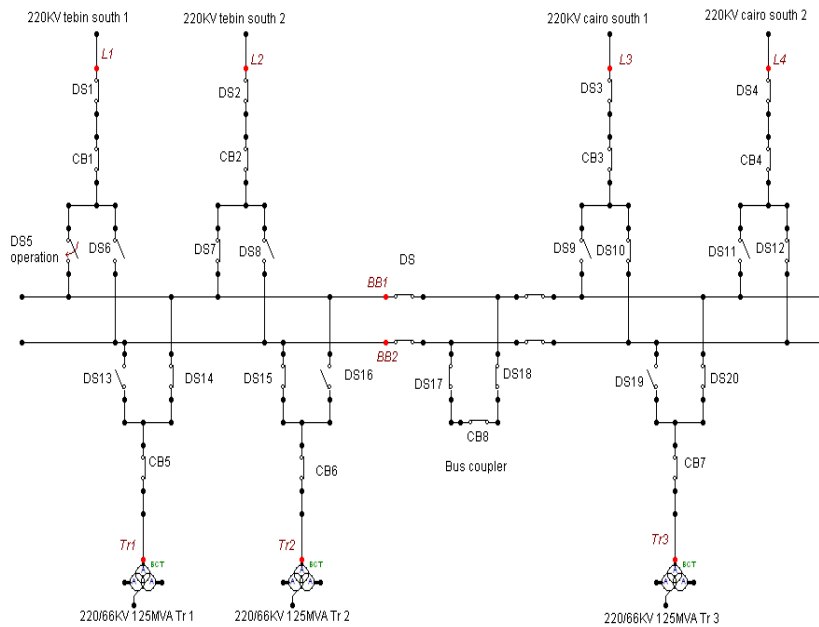 220KV tebin south 1
220KV tebin south 2
220KV cairo south 1
220KV cairo south 2
L1
L2
L3
L4
DS1
DS2
DS3
DS4
CB1
CB2
CB3
CB4
DS5
operation
DS6
DS7
DS8
DS
DS9
DS10
DS11
DS12
BB1
BB2
DS13
DS14
DS15
DS16
DS17
DS18
DS19
DS20
CB8
CB5
CB6
Bus coupler
CB7
Tr1
Tr2
Tr3
BCT
BCT
BCT
A
A
A
A
A
A
A
A
A
220/66KV 125MVA Tr 1
220/66KV 125MVA Tr 2
220/66KV 125MVA Tr 3